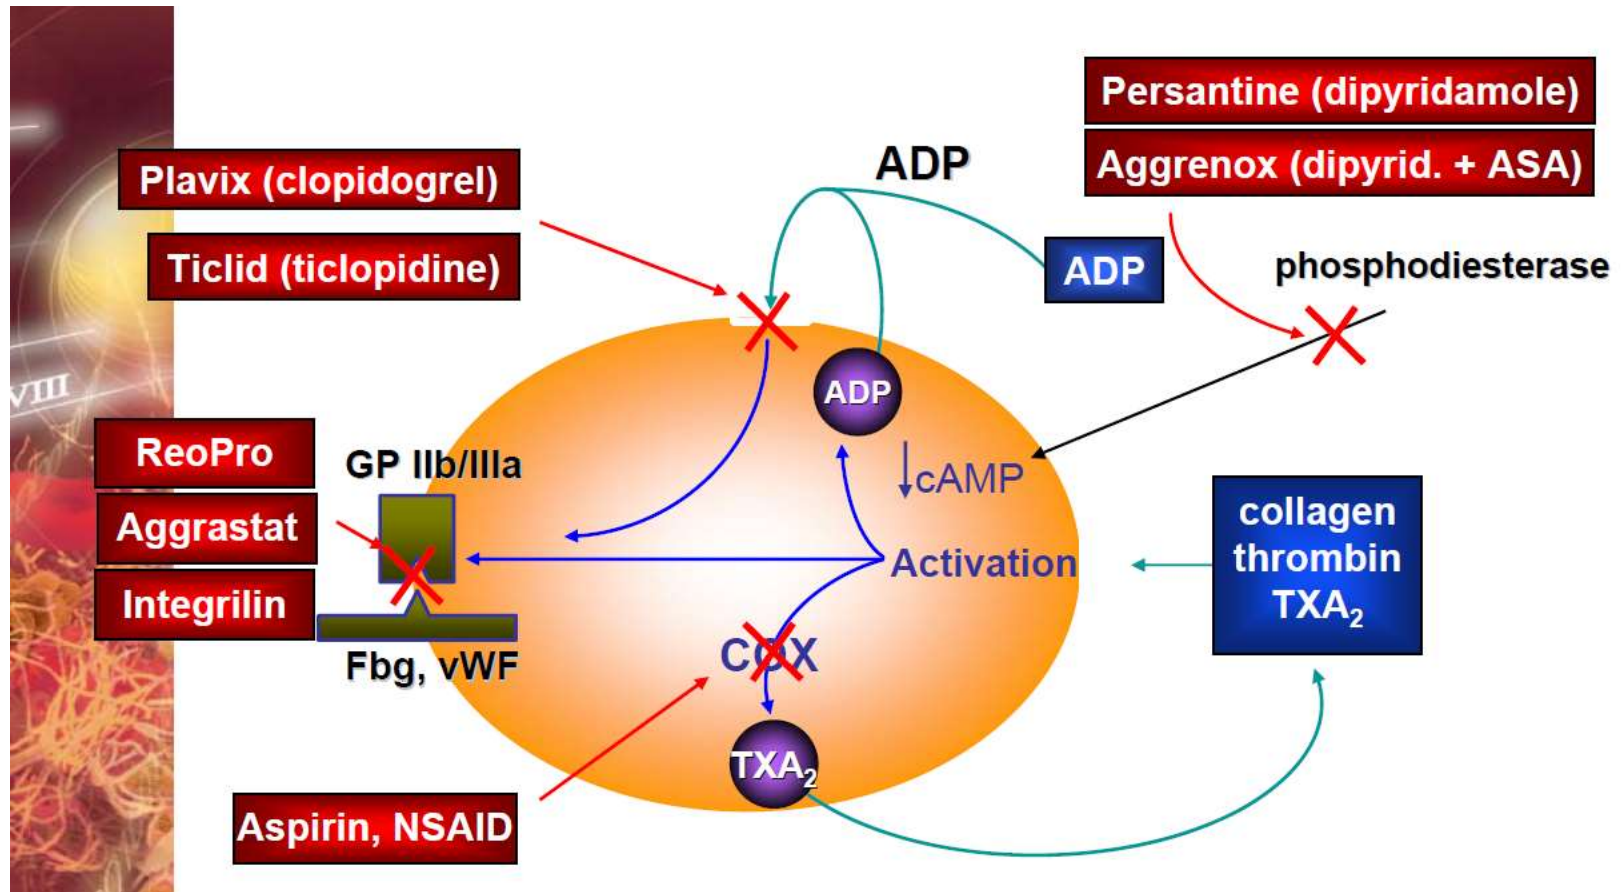 Persantine (dipyridamole)
Aggrenox (dipyrid. + ASA)
ADP
Plavix (clopidogrel)
Ticlid (ticlopidine)
ADP
phosphodiesterase
VIII
ADP
ReoPro
GP IIb/IIIa
↓cAMP
Aggrastat
collagen
thrombin
TXA₂
Activation
Integrilin
Fbg, vWF
COX
TXA₂
Aspirin, NSAID